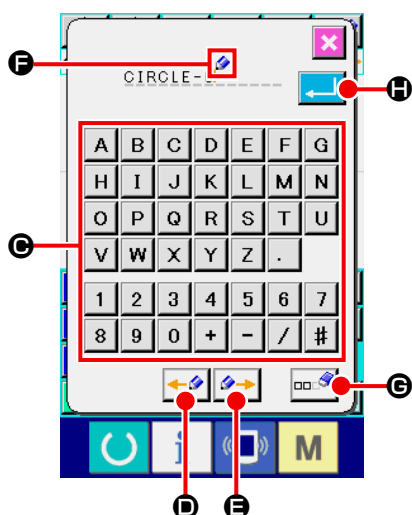 F
CIRCLE-
H
A B C D E F G
H I J K L M N
O P Q R S T U
C
V W X Y Z .
1 2 3 4 5 6 7
8 9 0 + - / #
G
i M
D E